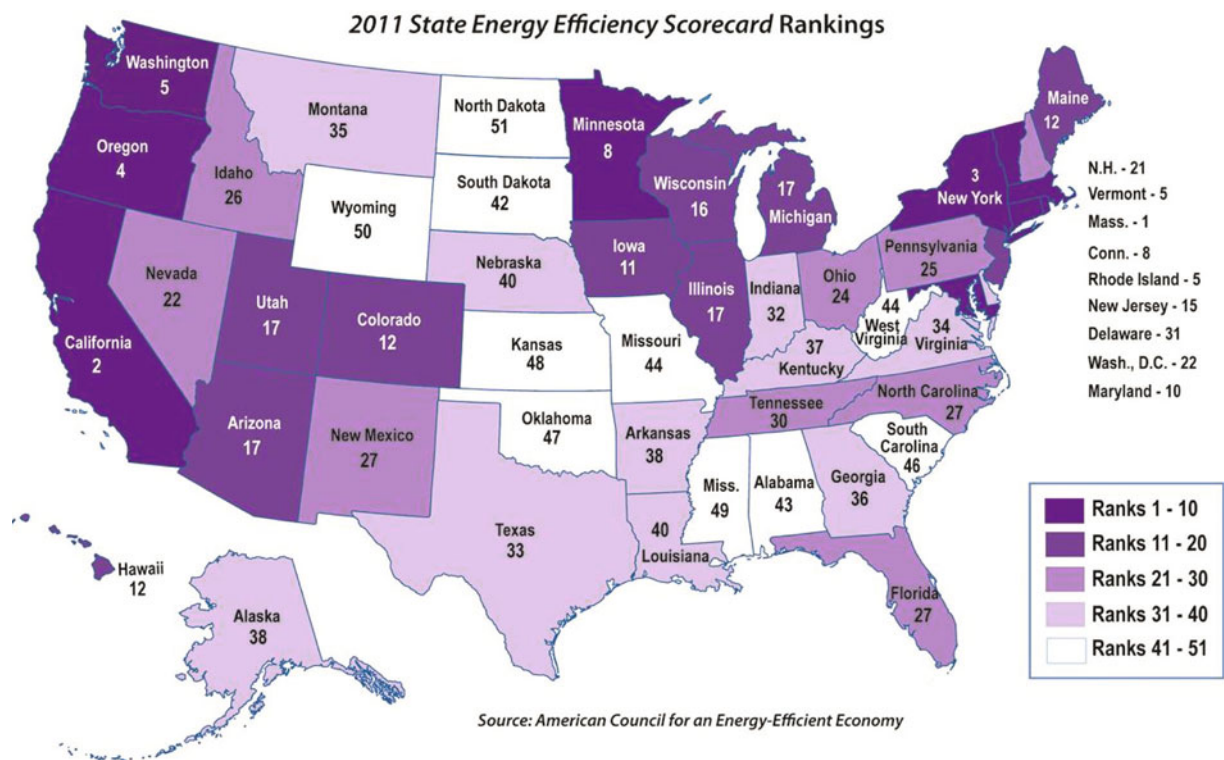 2011 State Energy Efficiency Scorecard Rankings
Washington
5
Oregon
4
California
2
Idaho
26
Nevada
22
Montana
35
Wyoming
50
Utah
17
Colorado
12
Arizona
17
New Mexico
27
North Dakota
51
South Dakota
42
Nebraska
40
Kansas
48
Oklahoma
47
Texas
33
Minnesota
8
Iowa
11
Missouri
44
Arkansas
38
40
Louisiana
Wisconsin
16
Illinois
17
17
Michigan
Indiana
32
Ohio
24
37
Kentucky
Tennessee
30
Miss.
49
Alabama
43
Georgia
36
Florida
27
South
Carolina
46
North Carolina
27
34
Virginia
44
West
Virginia
Pennsylvania
25
3
New York
Maine
12
N.H. - 21
Vermont - 5
Mass. - 1
Conn. - 8
Rhode Island - 5
New Jersey - 15
Delaware - 31
Wash., D.C. - 22
Maryland - 10
Hawaii
12
Alaska
38
Ranks 1 - 10
Ranks 11 - 20
Ranks 21 - 30
Ranks 31 - 40
Ranks 41 - 51
Source: American Council for an Energy-Efficient Economy